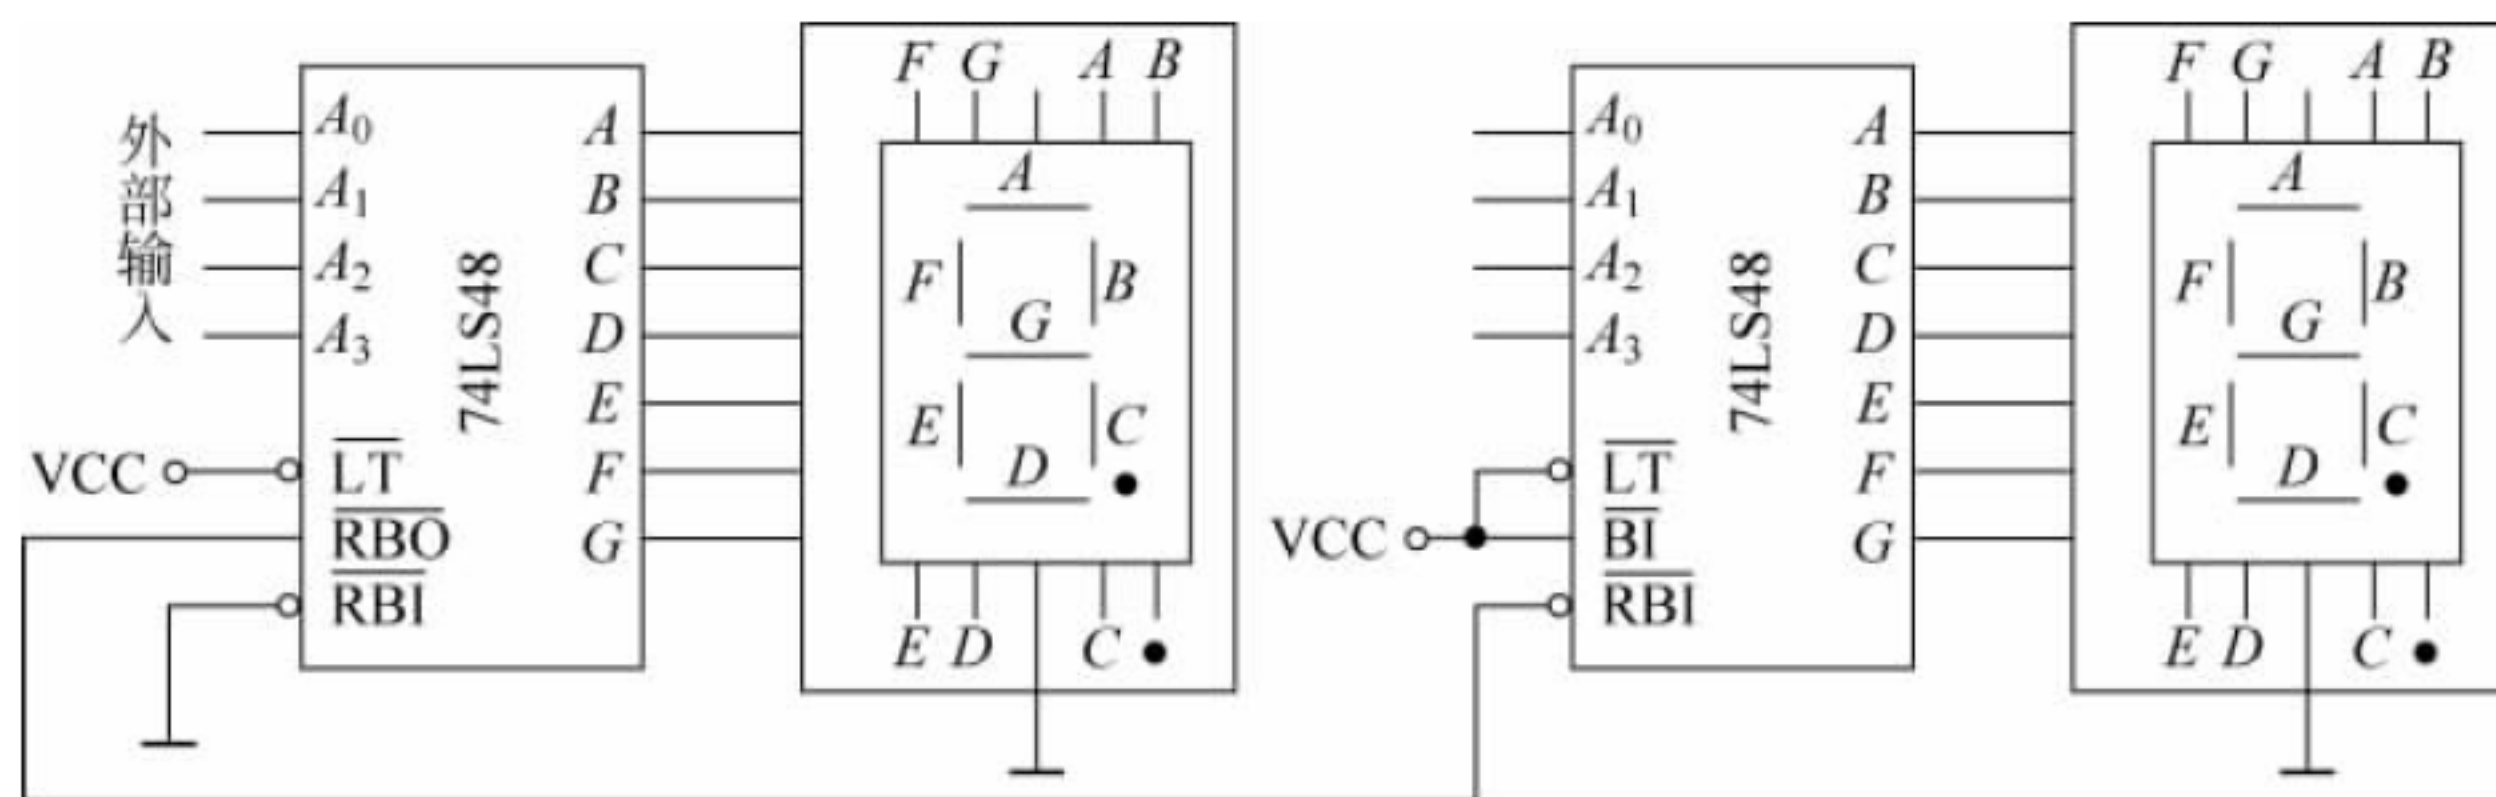 外部输入
A0
A1
A2
A3
VCC
LT
RBO
RBI
74LS48
A
B
C
D
E
F
G
F G A B
A
F B
G
E C
D
E D C
A0
A1
A2
A3
VCC
LT
BI
RBI
74LS48
A
B
C
D
E
F
G
F G A B
A
F B
G
E C
D
E D C